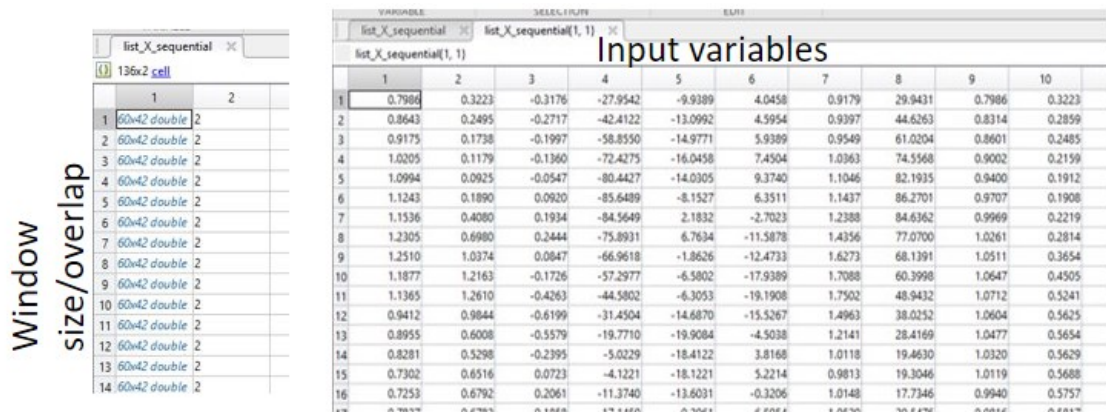 VARIABLE SELECTION EDIT
list_X_sequential list_X_sequential(1, 1)
list_X_sequential(1, 1)
Input variables
1 2 3 4 5 6 7 8 9 10
1 0.7986 0.3223 -0.3176 -27.9542 -9.9389 4.0458 0.9179 29.9431 0.7986 0.3223
2 0.8643 0.2495 -0.2717 -42.4122 -13.0992 4.5954 0.9397 44.6263 0.8314 0.2859
3 0.9175 0.1738 -0.1997 -58.8550 -14.9771 5.9389 0.9549 61.0204 0.8601 0.2485
4 1.0205 0.1179 -0.1360 -72.4275 -16.0458 7.4504 1.0363 74.5568 0.9002 0.2159
5 1.0994 0.0925 -0.0547 -80.4427 -14.0305 9.3740 1.1046 82.1935 0.9400 0.1912
6 1.1243 0.1890 0.0920 -85.6489 -8.1527 6.3511 1.1437 86.2701 0.9707 0.1908
7 1.1536 0.4080 0.1934 -84.5649 2.1832 -2.7023 1.2388 84.6362 0.9969 0.2219
8 1.2305 0.6980 0.2444 -75.8931 6.7634 -11.5878 1.4356 77.0700 1.0261 0.2814
9 1.2510 1.0374 0.0847 -66.9618 -1.8626 -12.4733 1.6273 68.1391 1.0511 0.3654
10 1.1877 1.2163 -0.1726 -57.2977 -6.5802 -17.9389 1.7088 60.3998 1.0647 0.4505
11 1.1365 1.2610 -0.4263 -44.5802 -6.3053 -19.1908 1.7502 48.9432 1.0712 0.5241
12 0.9412 0.9844 -0.6199 -31.4504 -14.6870 -15.5267 1.4963 38.0252 1.0604 0.5625
13 0.8955 0.6008 -0.5579 -19.7710 -19.9084 -4.5038 1.2141 28.4169 1.0477 0.5654
14 0.8281 0.5298 -0.2395 -5.0229 -18.4122 3.8168 1.0118 19.4630 1.0320 0.5629
15 0.7302 0.6516 0.0723 -4.1221 -18.1221 5.2214 0.9813 19.3046 1.0119 0.5688
16 0.7253 0.6792 0.2061 -11.3740 -13.6031 -0.3206 1.0148 17.7346 0.9940 0.5757
list_X_sequential
136x2 cell
1 2
1 60x42 double 2
2 60x42 double 2
3 60x42 double 2
4 60x42 double 2
5 60x42 double 2
6 60x42 double 2
7 60x42 double 2
8 60x42 double 2
9 60x42 double 2
10 60x42 double 2
11 60x42 double 2
12 60x42 double 2
13 60x42 double 2
14 60x42 double 2
Window
size/overlap